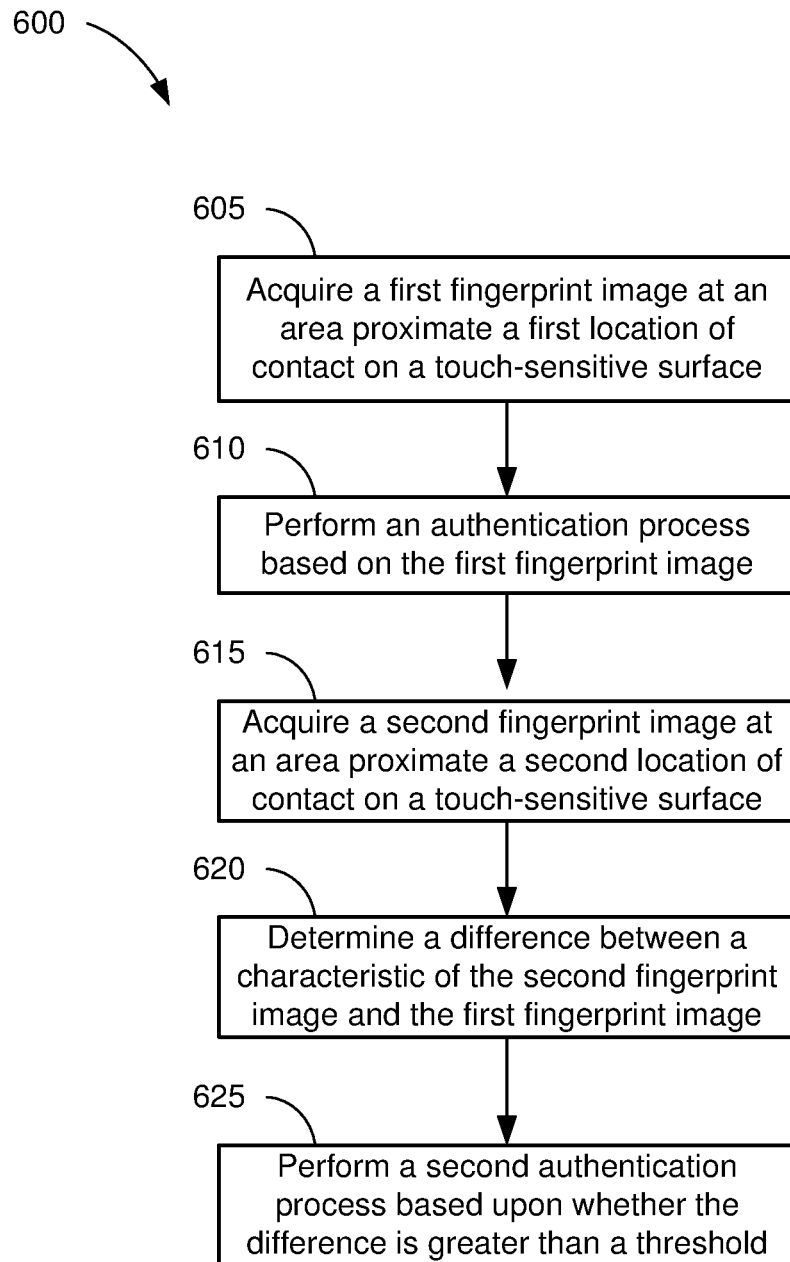 600
605
Acquire a first fingerprint image at an
area proximate a first location of
contact on a touch-sensitive surface
610
Perform an authentication process
based on the first fingerprint image
615
Acquire a second fingerprint image at
an area proximate a second location of
contact on a touch-sensitive surface
620
Determine a difference between a
characteristic of the second fingerprint
image and the first fingerprint image
625
Perform a second authentication
process based upon whether the
difference is greater than a threshold